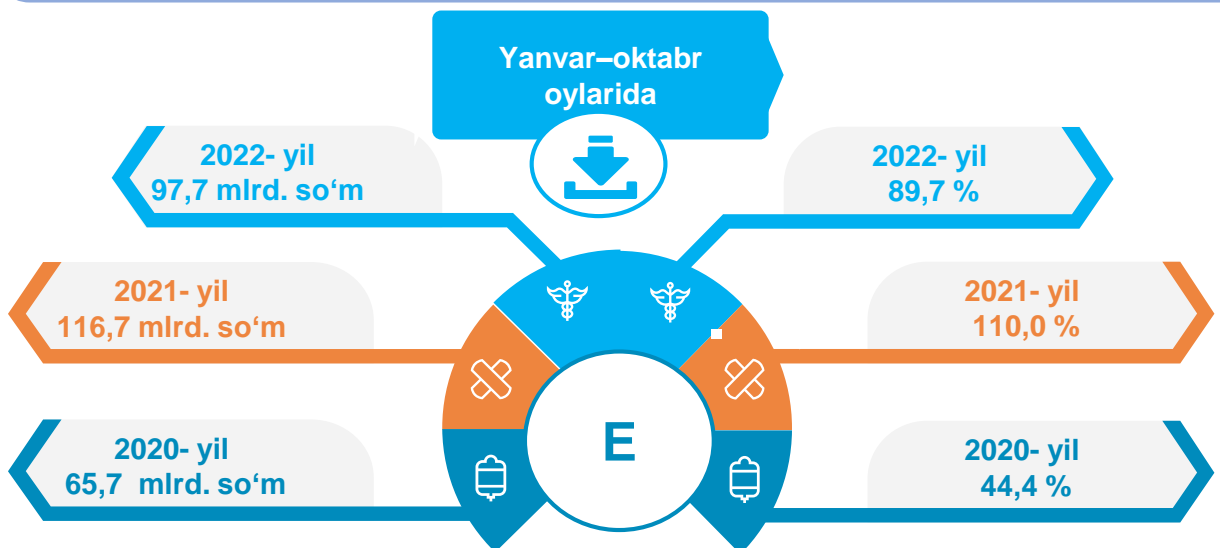 Yanvar–oktabr
oylarida
2022- yil
97,7 mlrd. so‘m
2022- yil
89,7 %
2021- yil
116,7 mlrd. so‘m
2021- yil
110,0 %
2020- yil
65,7 mlrd. so‘m
2020- yil
44,4 %
E